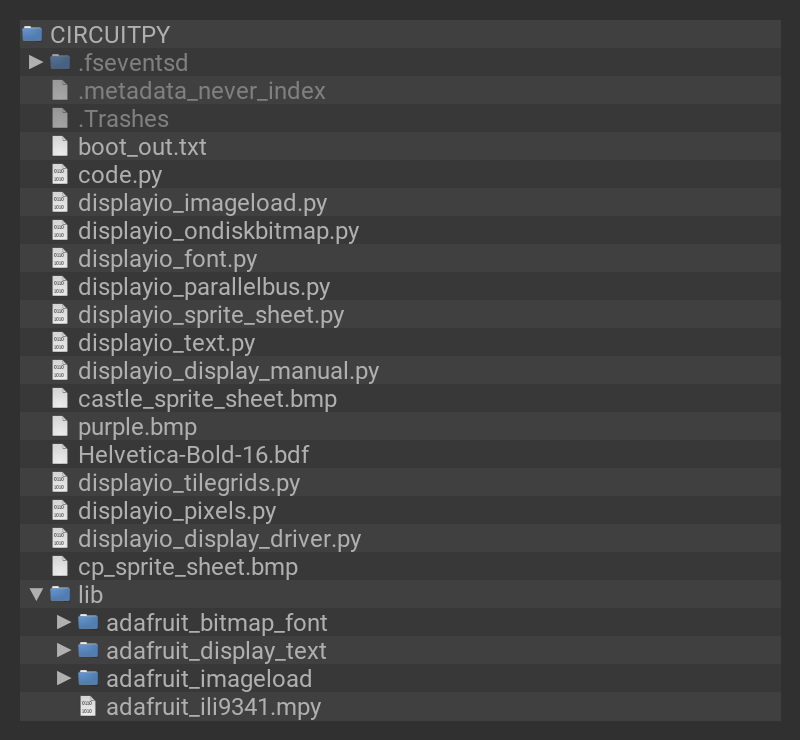 CIRCUITPY
.fseventsd
.metadata_never_index
.Trashes
boot_out.txt
code.py
displayio_imageload.py
displayio_ondiskbitmap.py
displayio_font.py
displayio_parallelbus.py
displayio_sprite_sheet.py
displayio_text.py
displayio_display_manual.py
castle_sprite_sheet.bmp
purple.bmp
Helvetica-Bold-16.bdf
displayio_tilegrids.py
displayio_pixels.py
displayio_display_driver.py
cp_sprite_sheet.bmp
lib
adafruit_bitmap_font
adafruit_display_text
adafruit_imageload
adafruit_ili9341.mpy